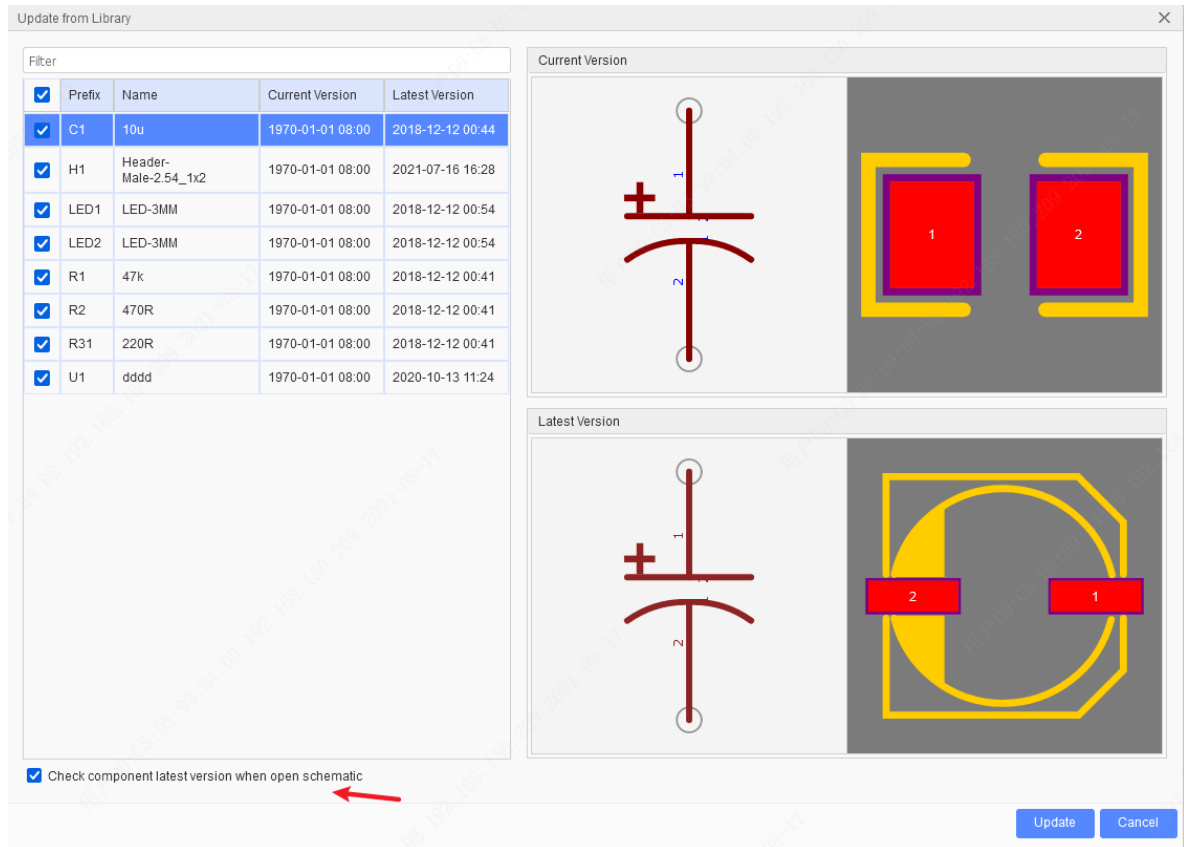 Update from Library
Filter
Prefix Name Current Version Latest Version
C1 10u 1970-01-01 08:00 2018-12-12 00:44
H1 Header-
Male-2.54_1x2 1970-01-01 08:00 2021-07-16 16:28
LED1 LED-3MM 1970-01-01 08:00 2018-12-12 00:54
LED2 LED-3MM 1970-01-01 08:00 2018-12-12 00:54
R1 47k 1970-01-01 08:00 2018-12-12 00:41
R2 470R 1970-01-01 08:00 2018-12-12 00:41
R31 220R 1970-01-01 08:00 2018-12-12 00:41
U1 dddd 1970-01-01 08:00 2020-10-13 11:24
Check component latest version when open schematic
Current Version
1
2
1 2
Latest Version
1
2
2 1
Update Cancel